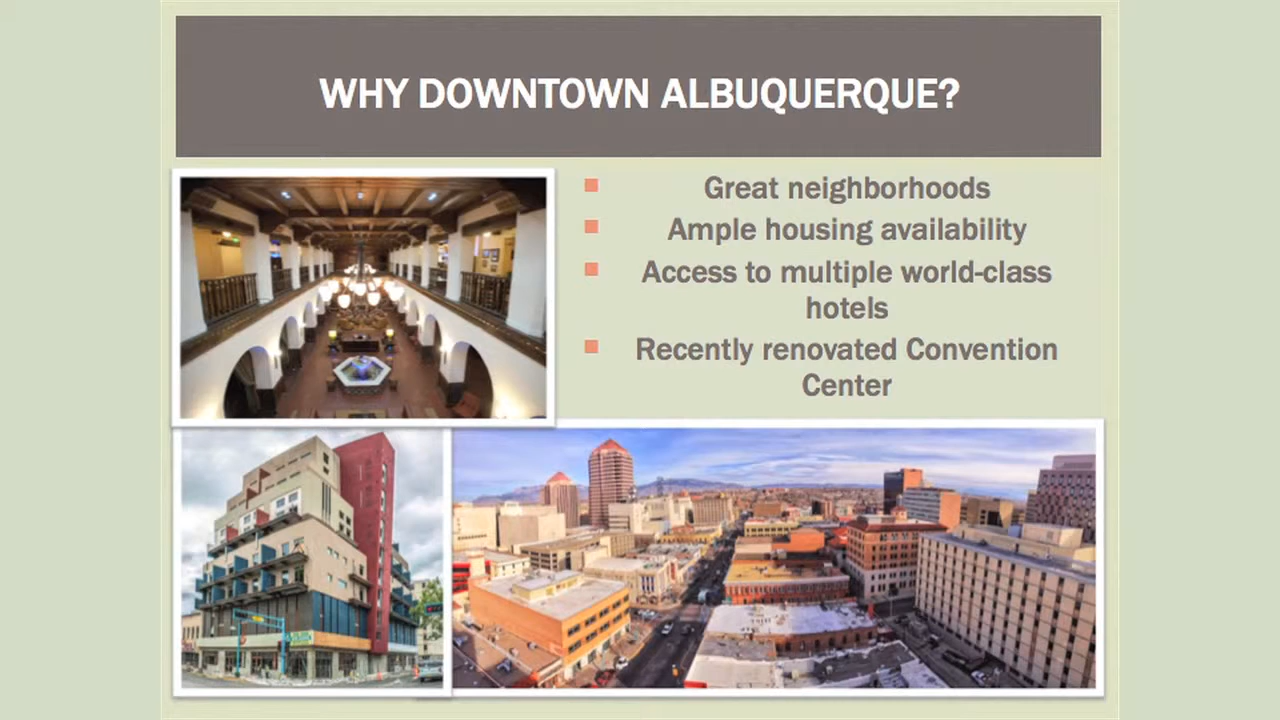 WHY DOWNTOWN ALBUQUERQUE?
Great neighborhoods
Ample housing availability
Access to multiple world-class
hotels
Recently renovated Convention
Center